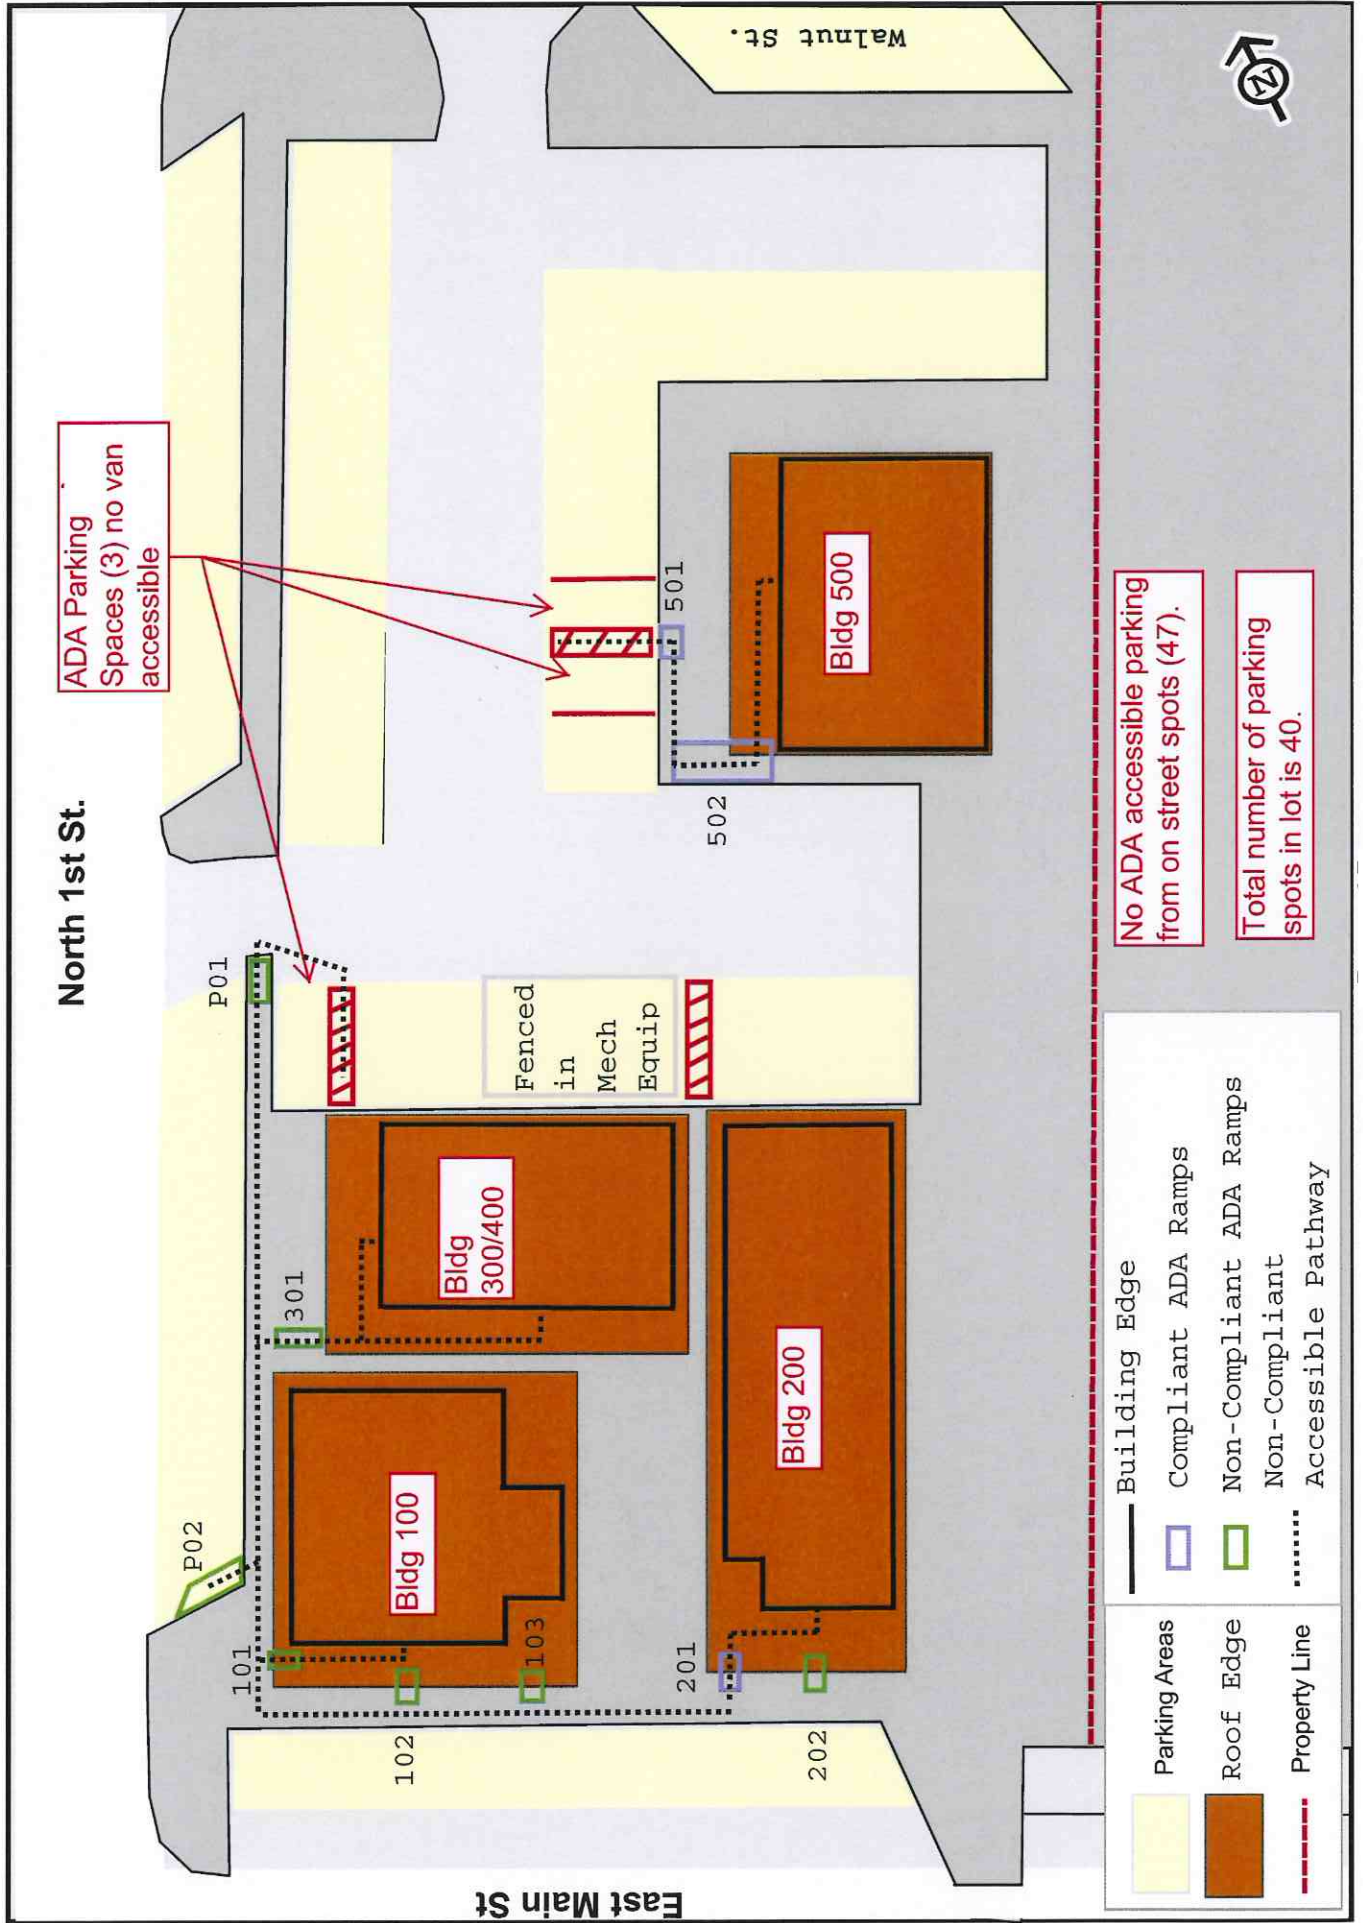 North 1st St.
ADA Parking
Spaces (3) no van
accessible
Walnut St.
N
P02
P01
101
301
102
103
Bldg 100
Bldg
300/400
Fenced
in
Mech
Equip
501
502
Bldg 500
201
202
Bldg 200
East Main St
No ADA accessible parking
from on street spots (47).
Total number of parking
spots in lot is 40.
Parking Areas
Roof Edge
Property Line
Building Edge
Compliant ADA Ramps
Non-Compliant ADA Ramps
Non-Compliant
Accessible Pathway